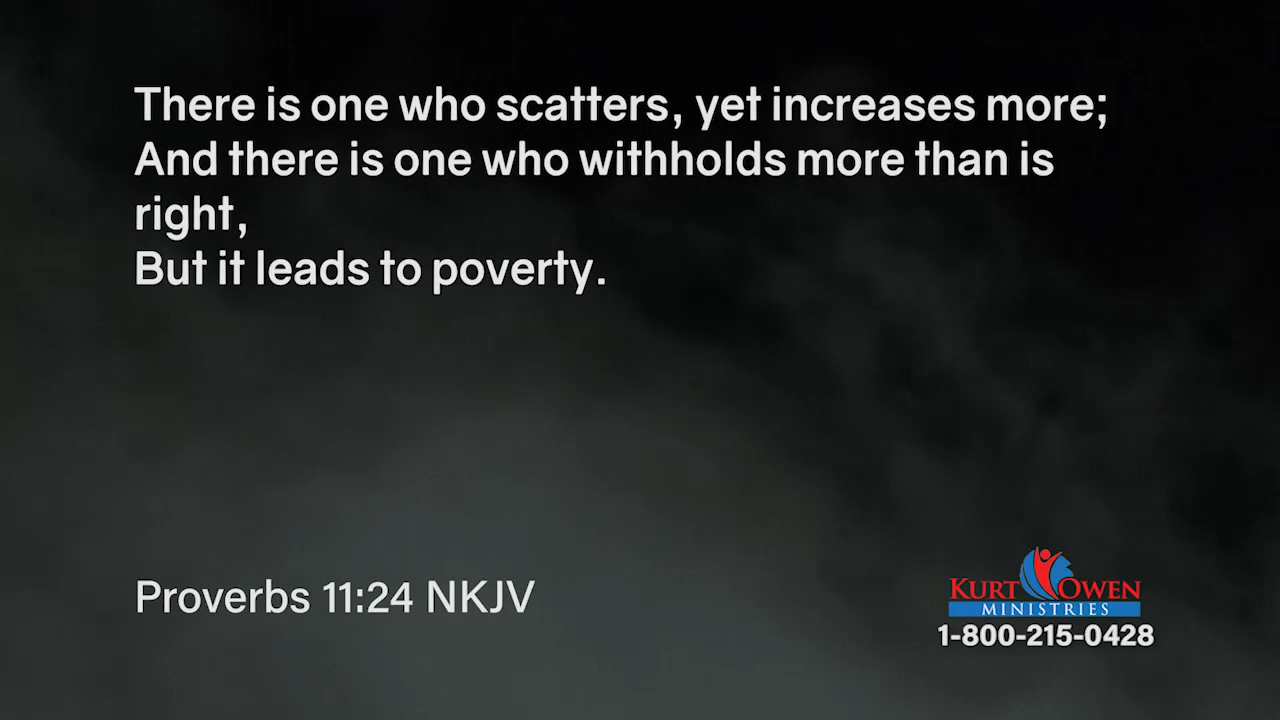 There is one who scatters, yet increases more;
And there is one who withholds more than is
right,
But it leads to poverty.
Proverbs 11:24 NKJV
KURT OWEN
MINISTRIES
1-800-215-0428